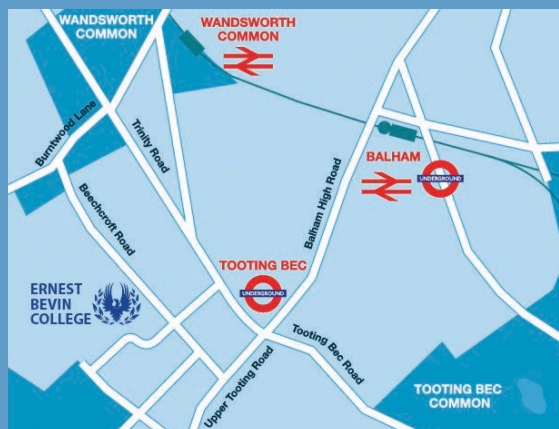 WANDSWORTH
COMMON
WANDSWORTH
COMMON
Burntwood Lane
Trinity Road
Beechcroft Road
Balham High Road
BALHAM
UNDERGROUND
TOOTING BEC
UNDERGROUND
ERNEST
BEVIN
COLLEGE
Upper Tooting Road
Tooting Bec Road
TOOTING BEC
COMMON